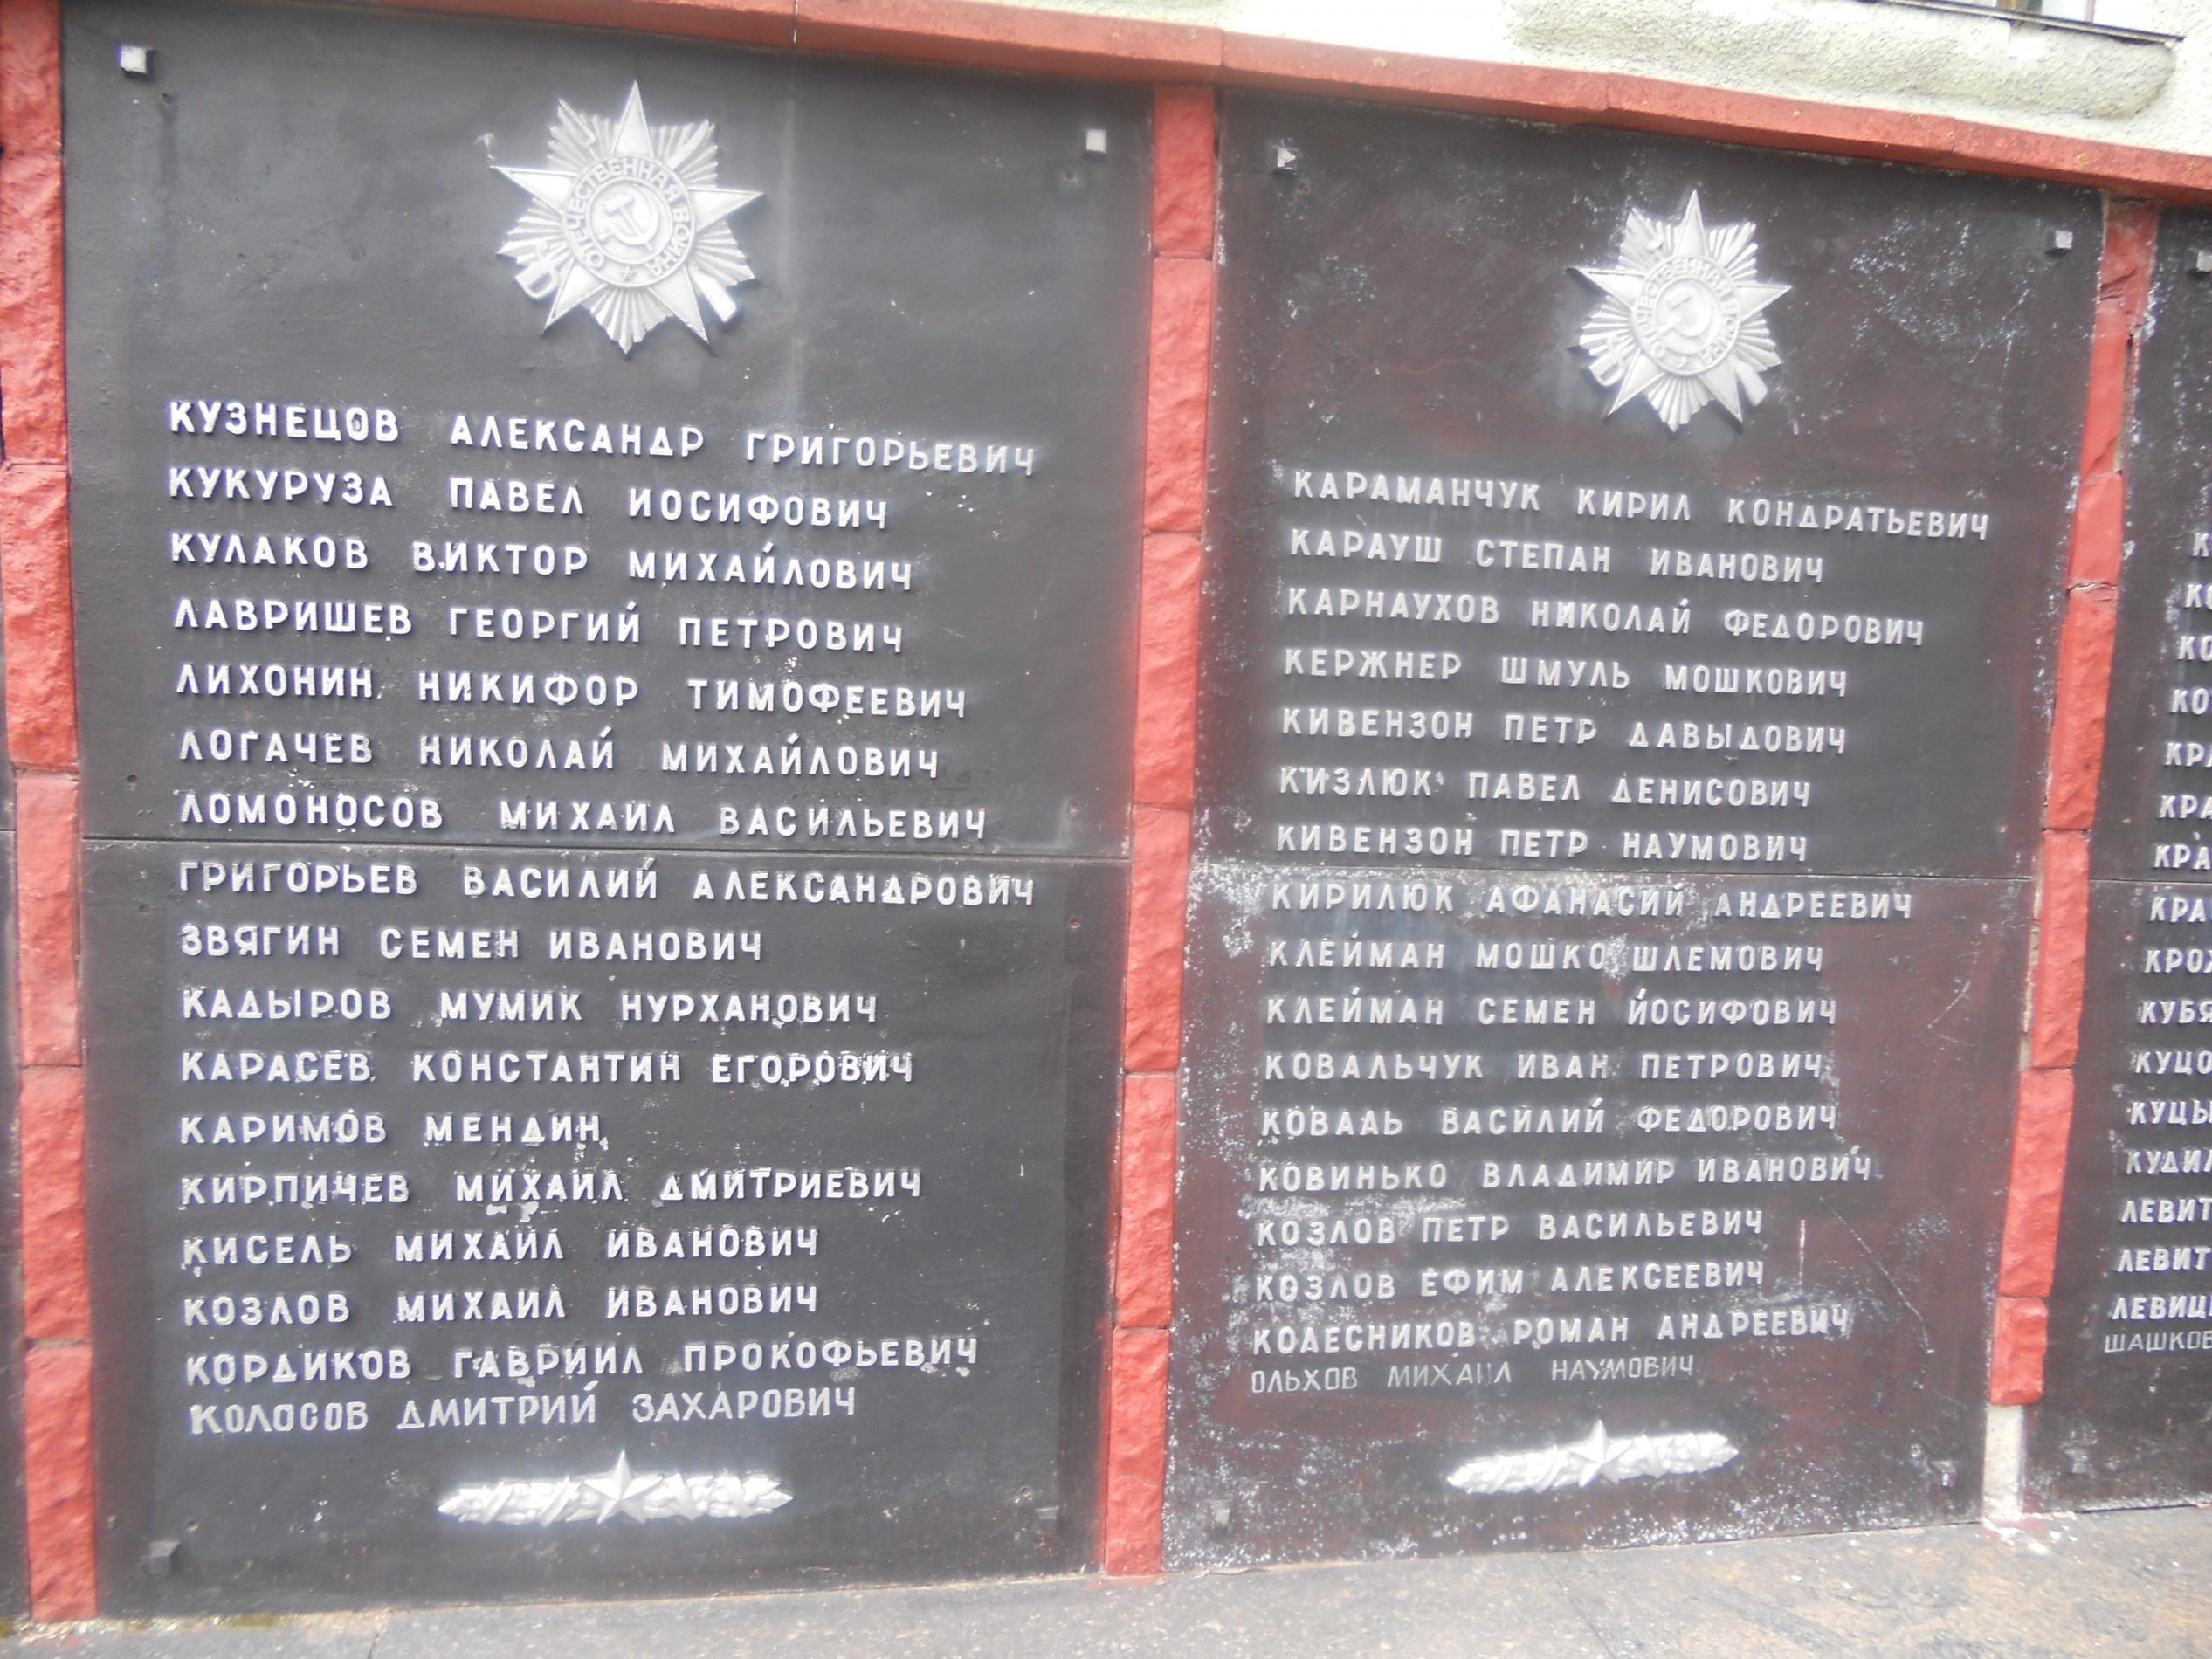 ОТЕЧЕСТВЕННАЯ ВОЙНА
КУЗНЕЦОВ АЛЕКСАНДР ГРИГОРЬЕВИЧ
КУКУРУЗА ПАВЕЛ ИОСИФОВИЧ
КУЛАКОВ ВИКТОР МИХАЙЛОВИЧ
ЛАВРИШЕВ ГЕОРГИЙ ПЕТРОВИЧ
ЛИХОНИН НИКИФОР ТИМОФЕЕВИЧ
ЛОГАЧЕВ НИКОЛАЙ МИХАЙЛОВИЧ
ЛОМОНОСОВ МИХАИЛ ВАСИЛЬЕВИЧ
ГРИГОРЬЕВ ВАСИЛИЙ АЛЕКСАНДРОВИЧ
ЗВЯГИН СЕМЕН ИВАНОВИЧ
КАДЫРОВ МУМИК НУРХАНОВИЧ
КАРАСЕВ КОНСТАНТИН ЕГОРОВИЧ
КАРИМОВ МЕНДИН
КИРПИЧЕВ МИХАИЛ ДМИТРИЕВИЧ
КИСЕЛЬ МИХАИЛ ИВАНОВИЧ
КОЗЛОВ МИХАИЛ ИВАНОВИЧ
КОРДИКОВ ГАВРИИЛ ПРОКОФЬЕВИЧ
КОЛОСОВ ДМИТРИЙ ЗАХАРОВИЧ
ОТЕЧЕСТВЕННАЯ ВОЙНА
КАРАМАНЧУК КИРИЛ КОНДРАТЬЕВИЧ
КАРАУШ СТЕПАН ИВАНОВИЧ
КАРНАУХОВ НИКОЛАЙ ФЕДОРОВИЧ
КЕРЖНЕР ШМУЛЬ МОШКОВИЧ
КИВЕНЗОН ПЕТР ДАВЫДОВИЧ
КИЗЛЮК ПАВЕЛ ДЕНИСОВИЧ
КИВЕНЗОН ПЕТР НАУМОВИЧ
КИРИЛЮК АФАНАСИЙ АНДРЕЕВИЧ
КЛЕЙМАН МОШКО ШЛЕМОВИЧ
КЛЕЙМАН СЕМЕН ЙОСИФОВИЧ
КОВАЛЬЧУК ИВАН ПЕТРОВИЧ
КОВАЛЬ ВАСИЛИЙ ФЕДОРОВИЧ
КОВИНЬКО ВЛАДИМИР ИВАНОВИЧ
КОЗЛОВ ПЕТР ВАСИЛЬЕВИЧ
КОЗЛОВ ЕФИМ АЛЕКСЕЕВИЧ
КОЛЕСНИКОВ РОМАН АНДРЕЕВИЧ
ОЛЬХОВ МИХАИЛ НАУМОВИЧ